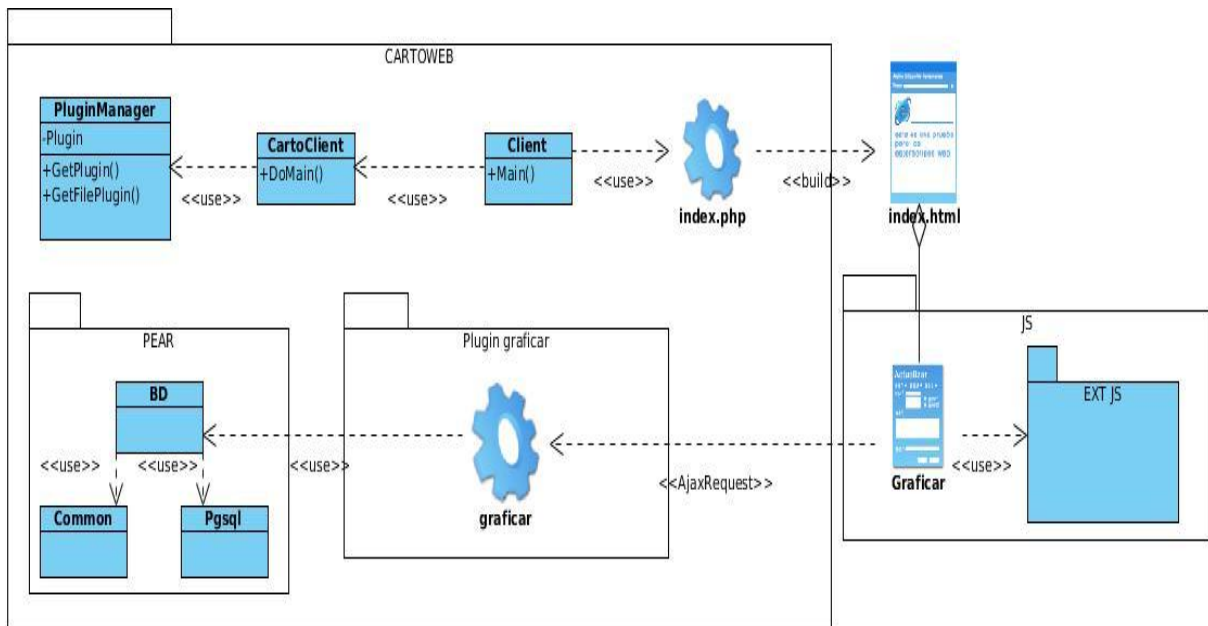 CARTOWEB
PluginManager
-Plugin
+GetPlugin()
+GetFilePlugin()
<<use>>
CartoClient
+DoMain()
<<use>>
Client
+Main()
<<use>>
index.php
<<build>>
index.html
PEAR
BD
<<use>>
<<use>>
Common
Pgsql
<<use>>
Plugin graficar
graficar
<<AjaxRequest>>
JS
Actualizar
Graficar
<<use>>
EXT JS